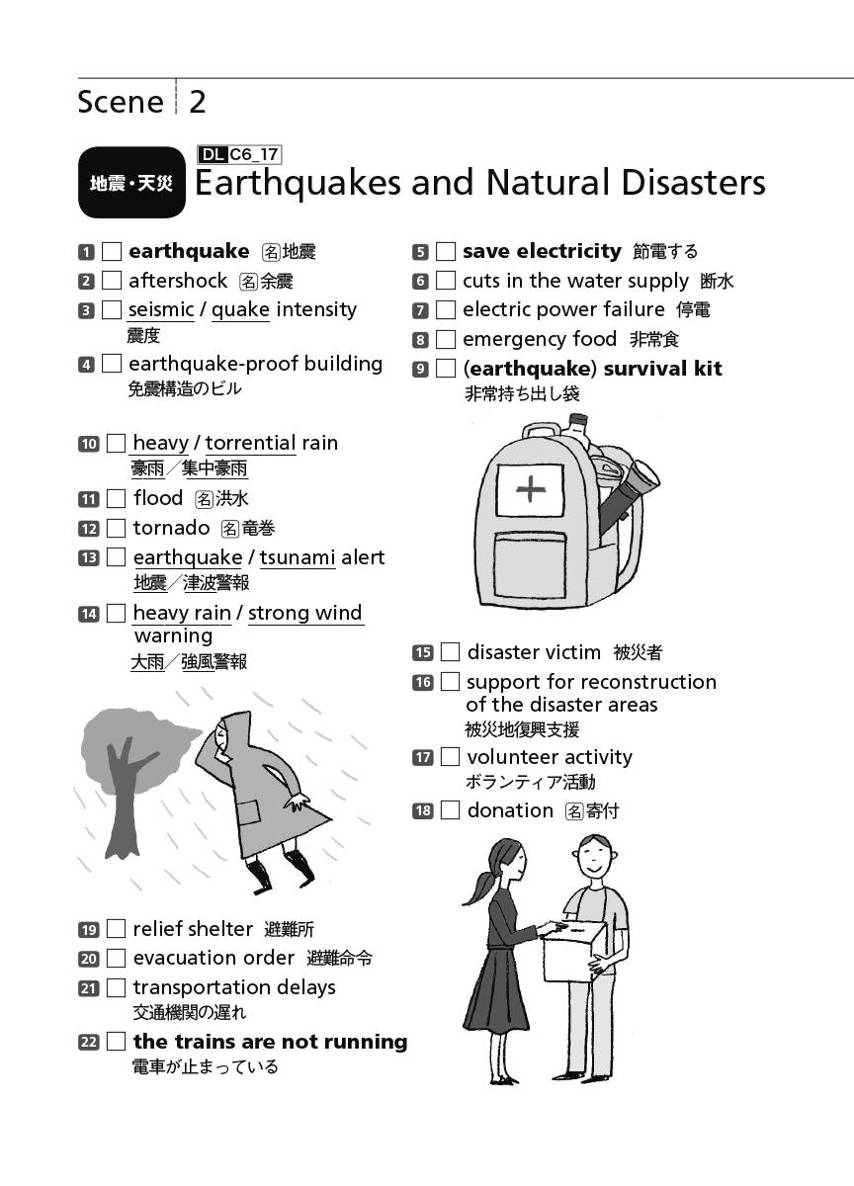 Scene 2
DL C6_17
地震・天災 Earthquakes and Natural Disasters
1 □ earthquake 名 地震
2 □ aftershock 名 余震
3 □ seismic / quake intensity
震度
4 □ earthquake-proof building
免震構造のビル
5 □ save electricity 節電する
6 □ cuts in the water supply 断水
7 □ electric power failure 停電
8 □ emergency food 非常食
9 □ (earthquake) survival kit
非常持ち出し袋
10 □ heavy / torrential rain
豪雨/集中豪雨
11 □ flood 名 洪水
12 □ tornado 名 竜巻
13 □ earthquake / tsunami alert
地震/津波警報
14 □ heavy rain / strong wind
warning
大雨/強風警報
15 □ disaster victim 被災者
16 □ support for reconstruction
of the disaster areas
被災地復興支援
17 □ volunteer activity
ボランティア活動
18 □ donation 名 寄付
19 □ relief shelter 避難所
20 □ evacuation order 避難命令
21 □ transportation delays
交通機関の遅れ
22 □ the trains are not running
電車が止まっている